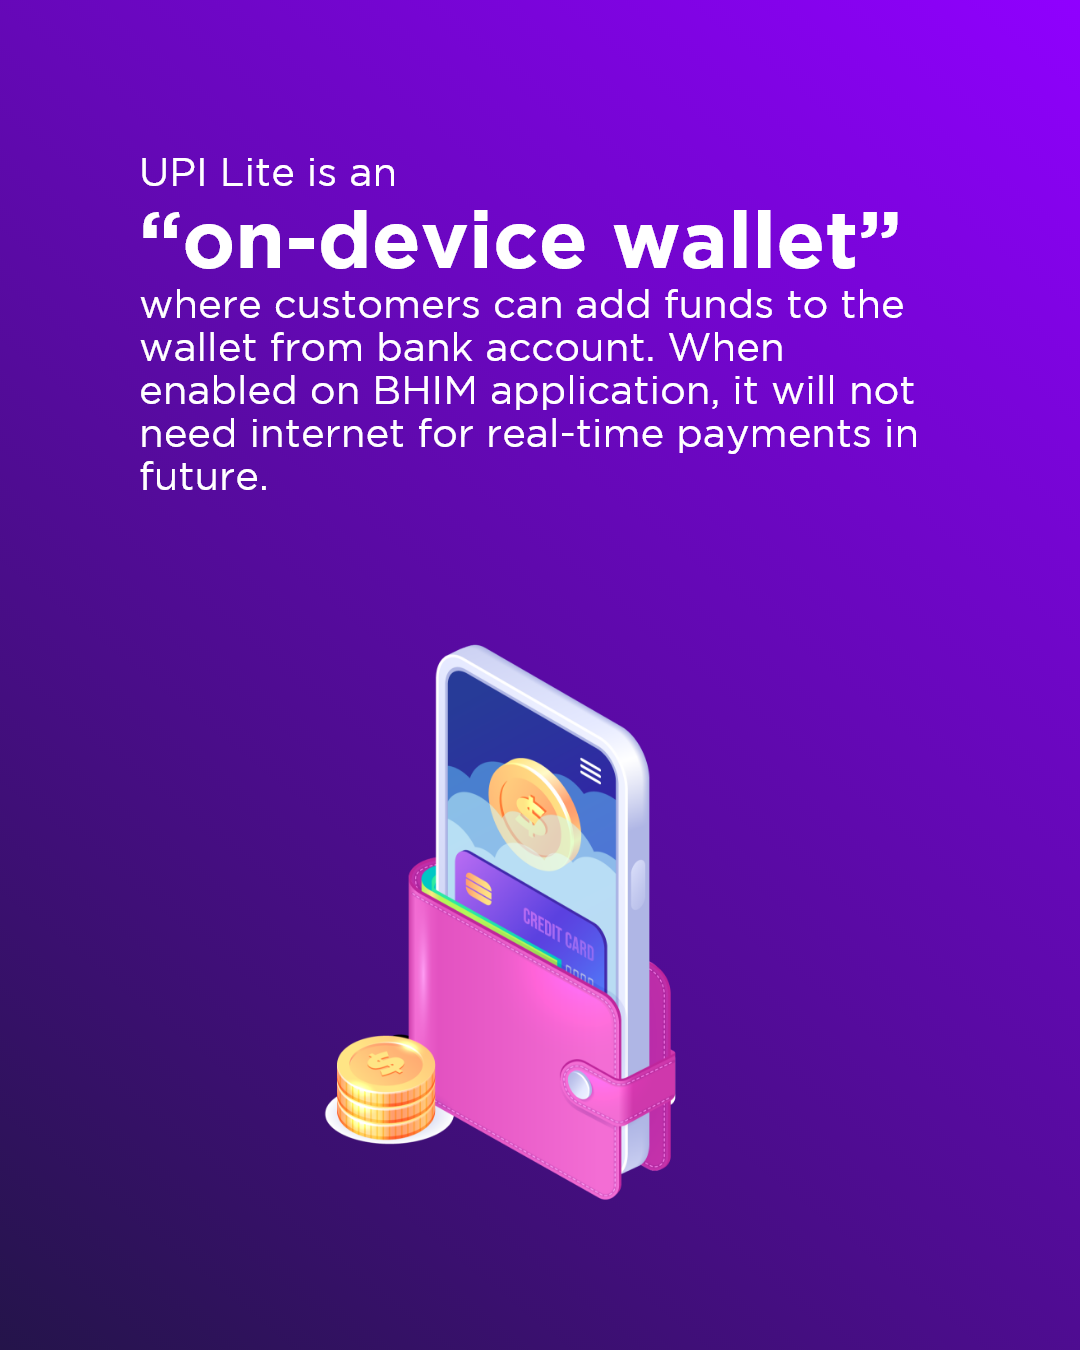 UPI Lite is an
“on-device wallet”
where customers can add funds to the
wallet from bank account. When
enabled on BHIM application, it will not
need internet for real-time payments in
future.
$
CREDIT CARD
$